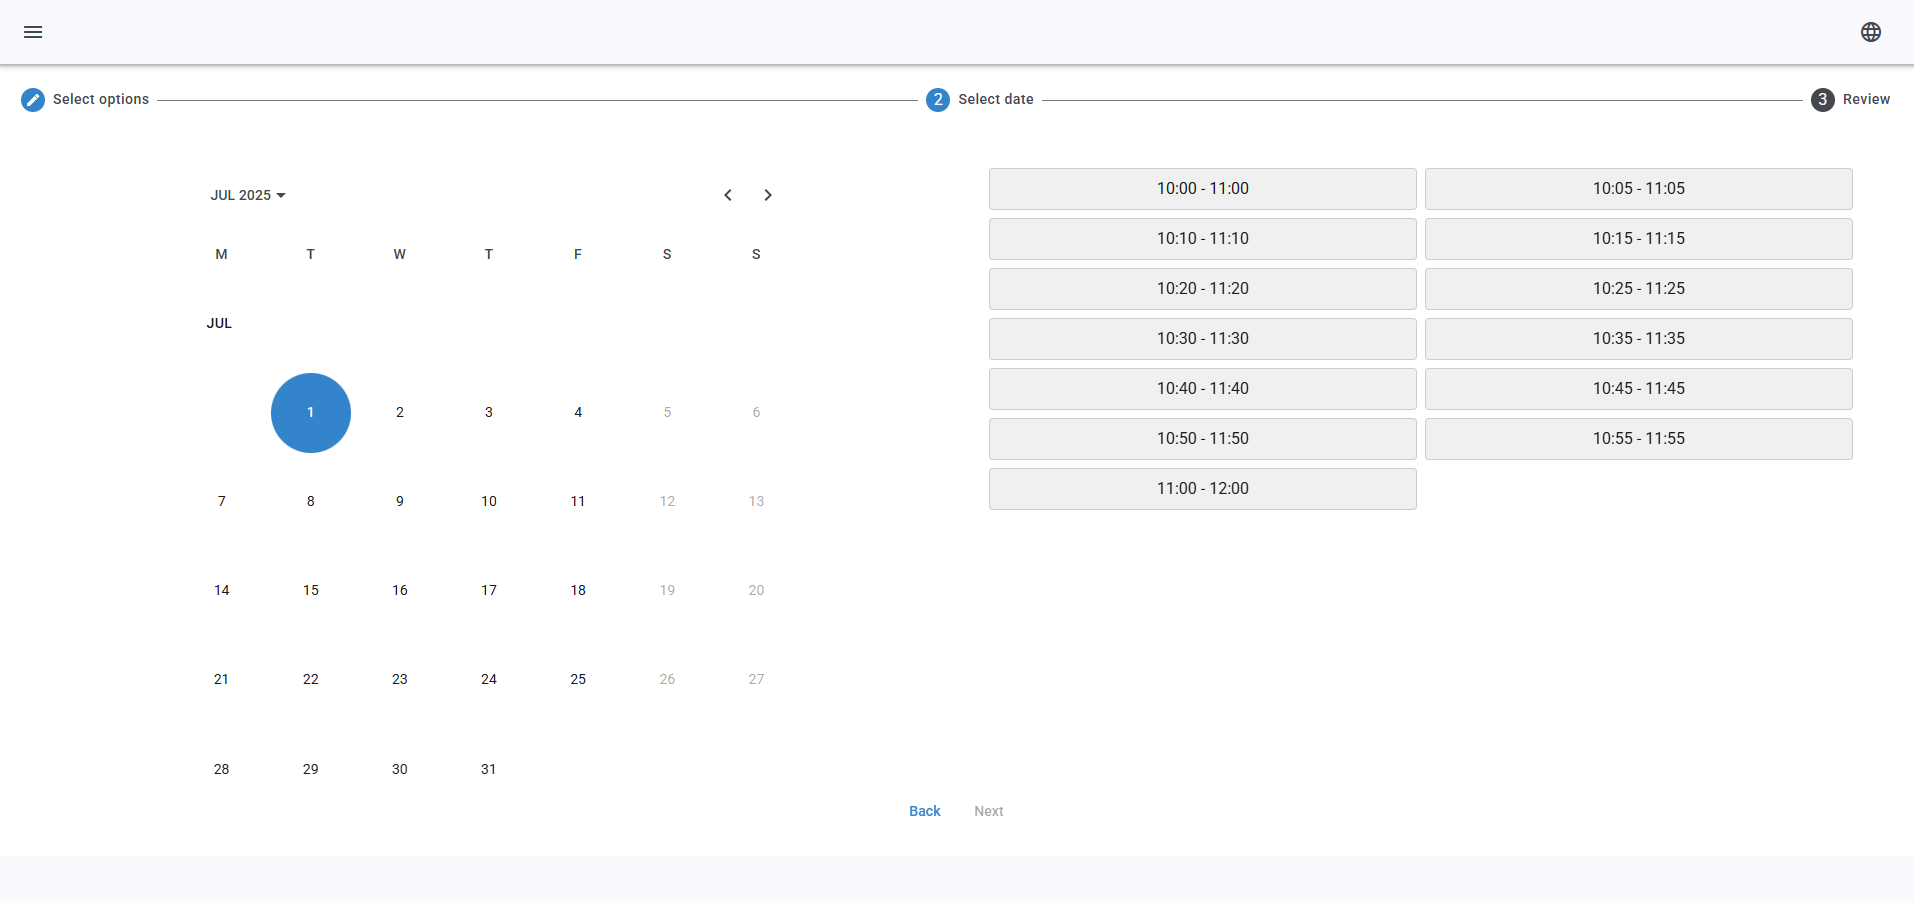 Select options
2 Select date
3 Review
JUL 2025
M T W T F S S
JUL
1 2 3 4 5 6
7 8 9 10 11 12 13
14 15 16 17 18 19 20
21 22 23 24 25 26 27
28 29 30 31
10:00 - 11:00
10:05 - 11:05
10:10 - 11:10
10:15 - 11:15
10:20 - 11:20
10:25 - 11:25
10:30 - 11:30
10:35 - 11:35
10:40 - 11:40
10:45 - 11:45
10:50 - 11:50
10:55 - 11:55
11:00 - 12:00
Back Next